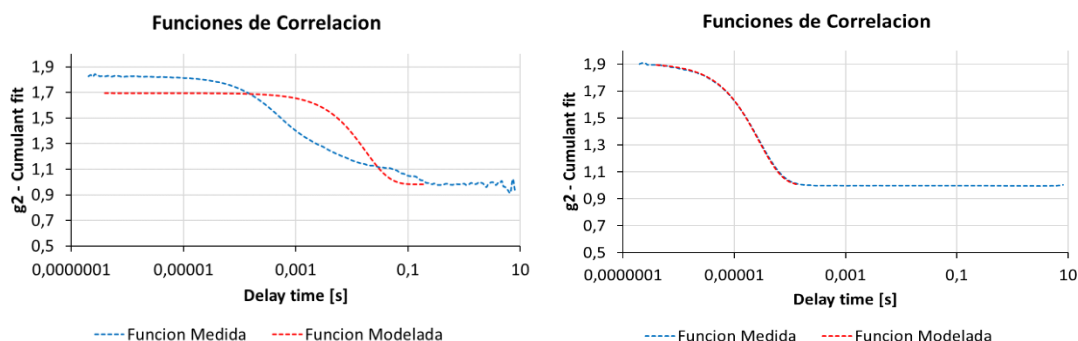 Funciones de Correlacion
g2 - Cumulant fit
1,9
1,7
1,5
1,3
1,1
0,9
0,7
0,5
0,0000001 0,00001 0,001 0,1 10
Delay time [s]
Funcion Medida Funcion Modelada
Funciones de Correlacion
g2 - Cumulant fit
1,9
1,7
1,5
1,3
1,1
0,9
0,7
0,5
0,0000001 0,00001 0,001 0,1 10
Delay time [s]
Funcion Medida Funcion Modelada